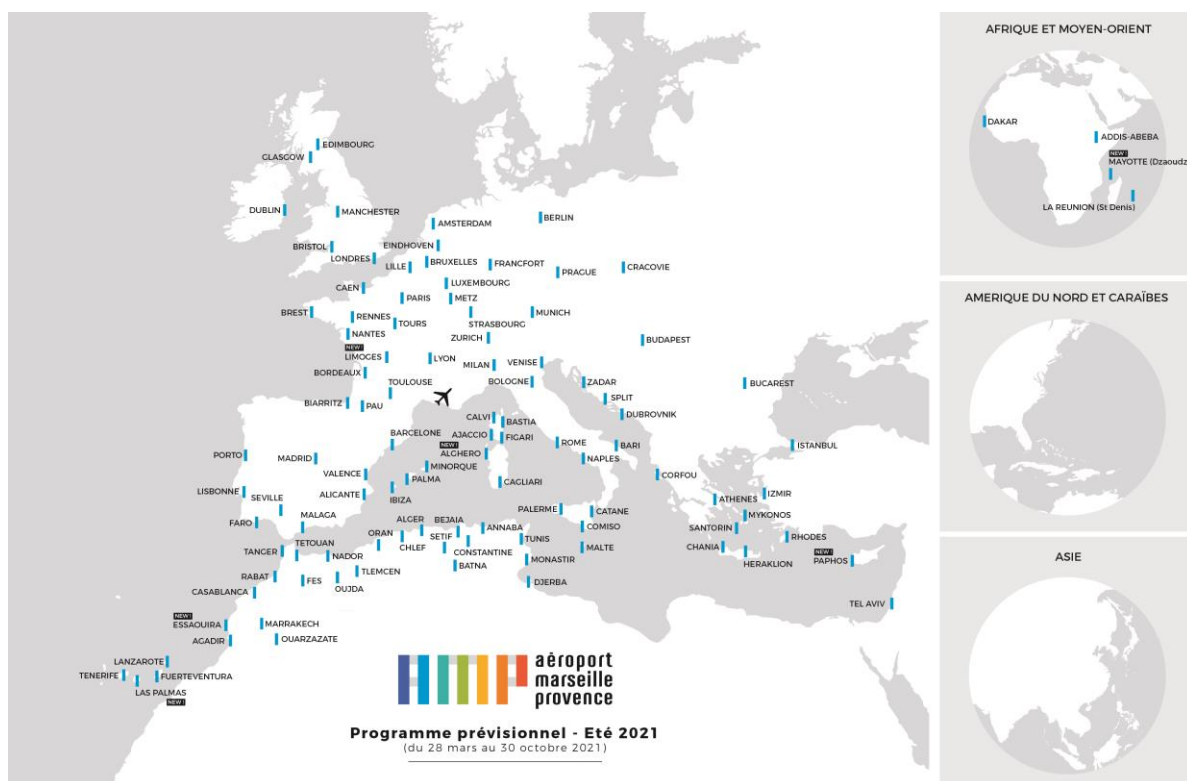 EDIMBOURG
GLASGOW
DUBLIN
MANCHESTER
AMSTERDAM
BERLIN
BRISTOL
EINDHOVEN
LONDRES
LILLE
BRUXELLES
FRANCFORT
PRAGUE
CRACOVIE
CAEN
LUXEMBOURG
PARIS
METZ
BREST
RENNES
TOURS
STRASBOURG
MUNICH
NANTES
ZURICH
BUDAPEST
NEW !
LIMOGES
LYON
MILAN
VENISE
BORDEAUX
TOULOUSE
BOLOGNE
ZADAR
BUCAREST
BIARRITZ
PAU
SPLIT
CALVI
BASTIA
DUBROVNIK
BARCELONE
AJACCIO
FIGARI
ROME
BARI
ISTANBUL
NEW !
ALGHERO
PORTO
MADRID
MINORQUE
NAPLES
VALENCE
PALMA
CAGLIARI
CORFOU
LISBONNE
SEVILLE
ALICANTE
IBIZA
ATHENES
IZMIR
PALERME
CATANE
MYKONOS
FARO
MALAGA
ORAN
ALGER
BEJAIA
ANNABA
COMISO
SANTORIN
TANGER
TETOUAN
NADOR
CHLEF
SETIF
CONSTANTINE
TUNIS
MALTE
CHANIA
RHODES
HERAKLION
NEW !
PAPHOS
RABAT
FES
OUJDA
TLEMCEN
BATNA
MONASTIR
CASABLANCA
DJERBA
TEL AVIV
NEW !
ESSAOUIRA
MARRAKECH
AGADIR
OUARZAZATE
LANZAROTE
TENERIFE
FUERTEVENTURA
LAS PALMAS
NEW !
aéroport
marseille
provence
Programme prévisionnel - Eté 2021
(du 28 mars au 30 octobre 2021)
AFRIQUE ET MOYEN-ORIENT
DAKAR
ADDIS-ABEBA
NEW !
MAYOTTE (Dzaoudz
LA REUNION (St Denis)
AMERIQUE DU NORD ET CARAÏBES
ASIE